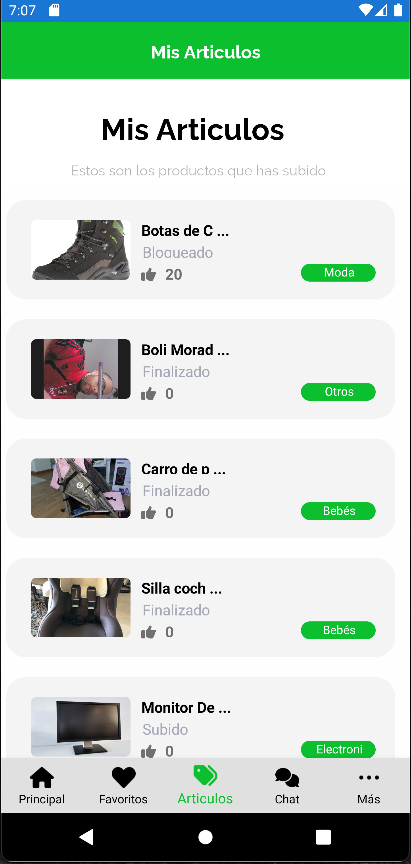 7:07
Mis Articulos
Mis Articulos
Estos son los productos que has subido
Botas de C ...
Bloqueado
20
Moda
Boli Morad ...
Finalizado
0
Otros
Carro de p ...
Finalizado
0
Bebés
Silla coch ...
Finalizado
0
Bebés
Monitor De ...
Subido
0
Electroni
Principal Favoritos Articulos Chat Más